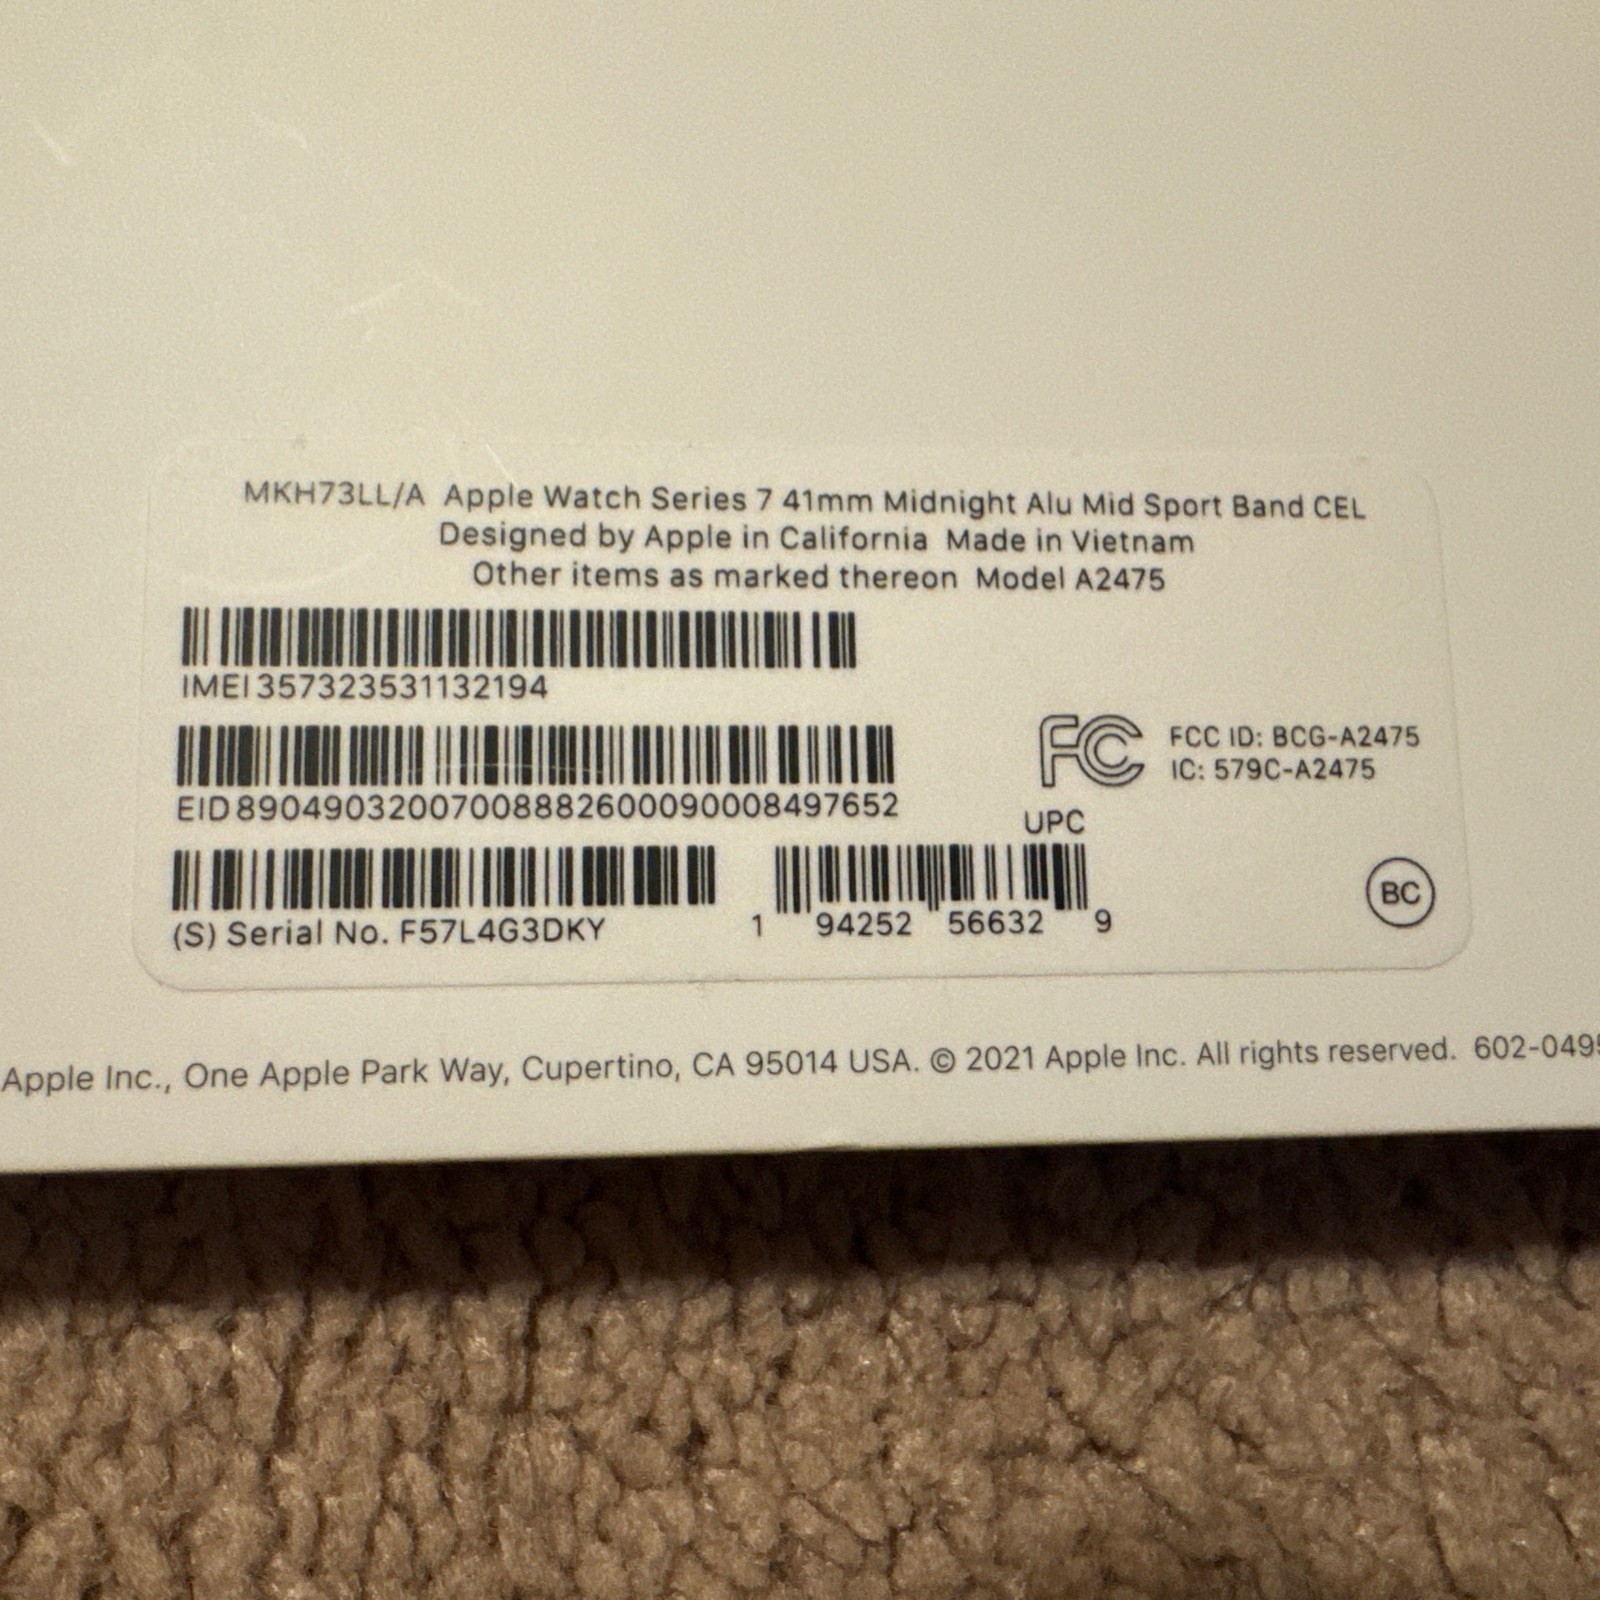 MKH73LL/A Apple Watch Series 7 41mm Midnight Alu Mid Sport Band CEL
Designed by Apple in California Made in Vietnam
Other items as marked thereon Model A2475
IMEI 357323531132194
EID 89049032007008882600090008497652
FC
FCC ID: BCG-A2475
IC: 579C-A2475
(S) Serial No. F57L4G3DKY
UPC
1 94252 56632 9
BC
Apple Inc., One Apple Park Way, Cupertino, CA 95014 USA. © 2021 Apple Inc. All rights reserved. 602-049